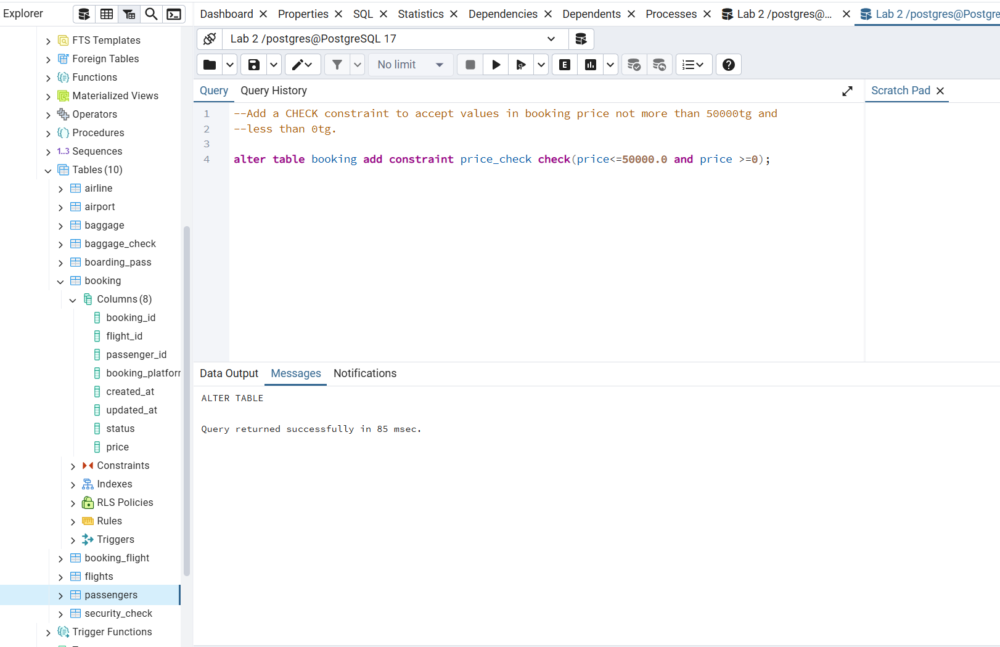 Explorer
Dashboard
Properties
SQL
Statistics
Dependencies
Dependents
Processes
Lab 2 /postgres@...
Lab 2 /postgres@Postgre
FTS Templates
Foreign Tables
Functions
Materialized Views
Operators
Procedures
1..3 Sequences
Tables (10)
airline
airport
baggage
baggage_check
boarding_pass
booking
Columns (8)
booking_id
flight_id
passenger_id
booking_platfor
created_at
updated_at
status
price
Constraints
Indexes
RLS Policies
Rules
Triggers
booking_flight
flights
passengers
security_check
Trigger Functions
Lab 2 /postgres@PostgreSQL 17
No limit
E
Query
Query History
Scratch Pad
1 --Add a CHECK constraint to accept values in booking price not more than 50000tg and
2 --less than 0tg.
3
4 alter table booking add constraint price_check check(price<=50000.0 and price >=0);
Data Output
Messages
Notifications
ALTER TABLE
Query returned successfully in 85 msec.